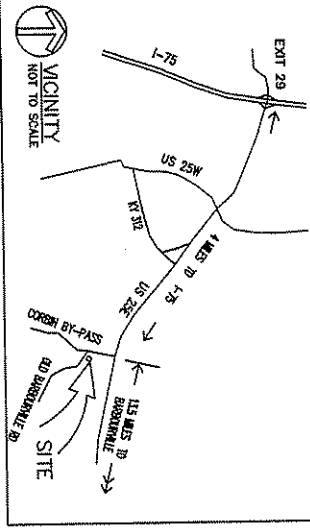 EXIT 29
I-75
US 25W
KY 312
4 MILES TO I-75
US 25E
CORBIN BY-PASS
OLD BARBOURVILLE RD
13.5 MILES TO
BARBOURVILLE
SITE
VICINITY
NOT TO SCALE